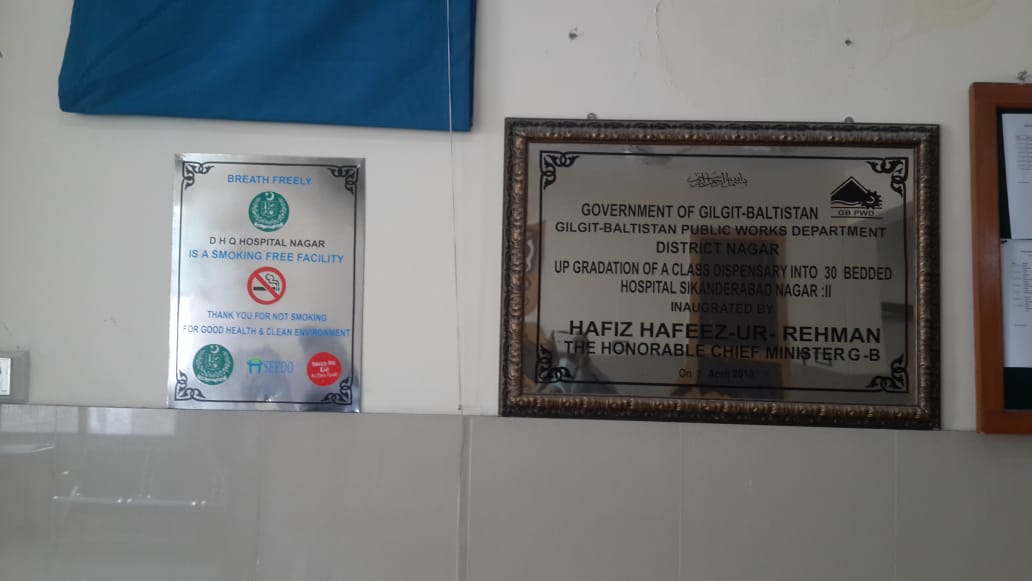 BREATH FREELY
D H Q HOSPITAL NAGAR
IS A SMOKING FREE FACILITY
THANK YOU FOR NOT SMOKING
FOR GOOD HEALTH & CLEAN ENVIRONMENT
SEEDO
GB.PWD
GOVERNMENT OF GILGIT-BALTISTAN
GILGIT-BALTISTAN PUBLIC WORKS DEPARTMENT
DISTRICT NAGAR
UP GRADATION OF A CLASS DISPENSARY INTO 30 BEDDED
HOSPITAL SIKANDERABAD NAGAR :II
INAUGRATED BY
HAFIZ HAFEEZ-UR- REHMAN
THE HONORABLE CHIEF MINISTER G -B
On April